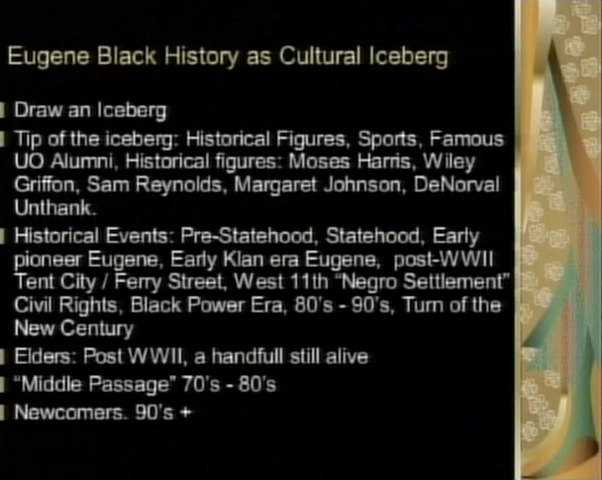 Eugene Black History as Cultural Iceberg
Draw an Iceberg
Tip of the iceberg: Historical Figures, Sports, Famous
UO Alumni, Historical figures: Moses Harris, Wiley
Griffon, Sam Reynolds, Margaret Johnson, DeNorval
Unthank.
Historical Events: Pre-Statehood, Statehood, Early
pioneer Eugene, Early Klan era Eugene, post-WWII
Tent City / Ferry Street, West 11th "Negro Settlement"
Civil Rights, Black Power Era, 80's - 90's, Turn of the
New Century
Elders: Post WWII, a handfull still alive
"Middle Passage" 70's - 80's
Newcomers. 90's +